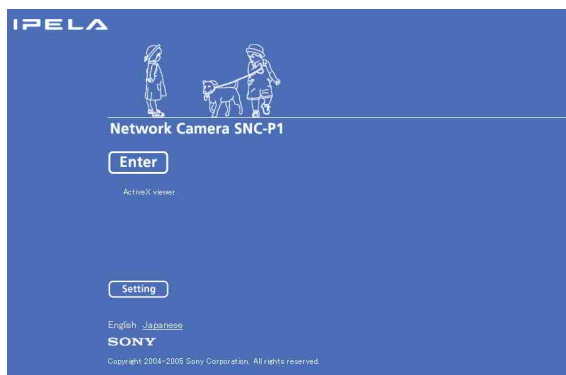 IPELA
Network Camera SNC-P1
Enter
ActiveX viewer
Setting
English Japanese
SONY
Copyright 2004-2005 Sony Corporation. All rights reserved.